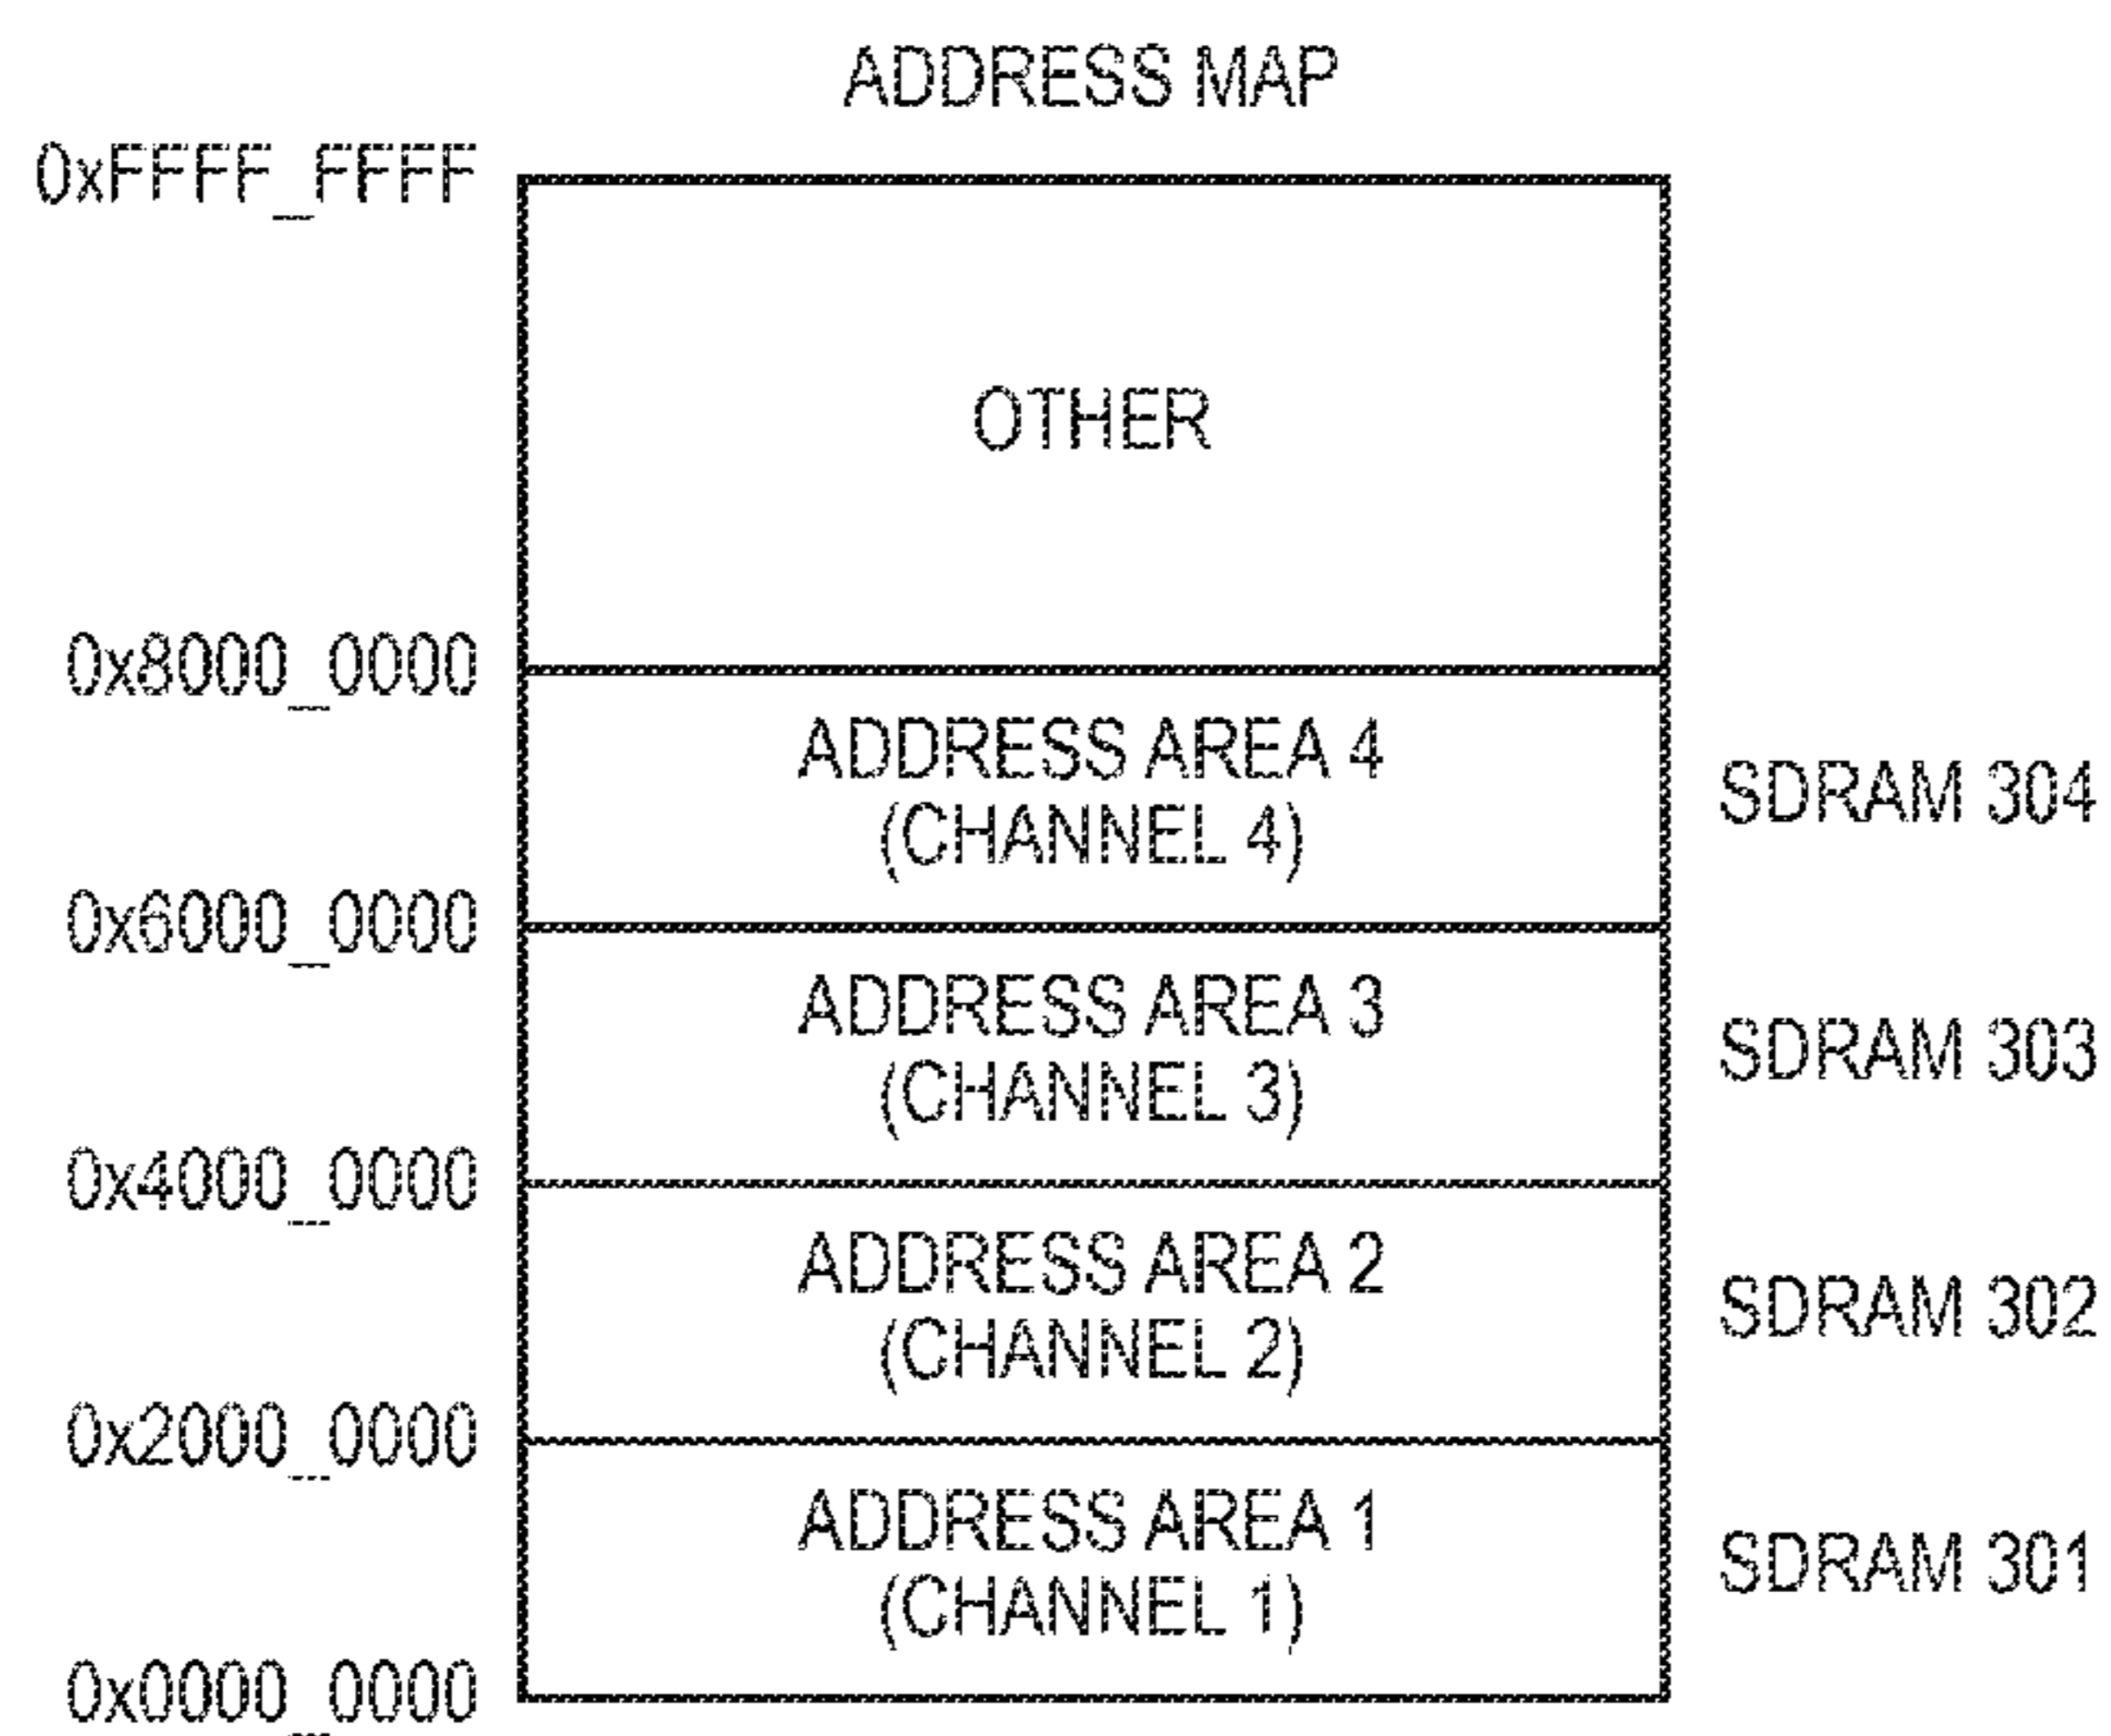 ADDRESS MAP
0xFFFF_FFFF
OTHER
0x8000_0000
ADDRESS AREA 4
(CHANNEL 4)
SDRAM 304
0x6000_0000
ADDRESS AREA 3
(CHANNEL 3)
SDRAM 303
0x4000_0000
ADDRESS AREA 2
(CHANNEL 2)
SDRAM 302
0x2000_0000
ADDRESS AREA 1
(CHANNEL 1)
SDRAM 301
0x0000_0000